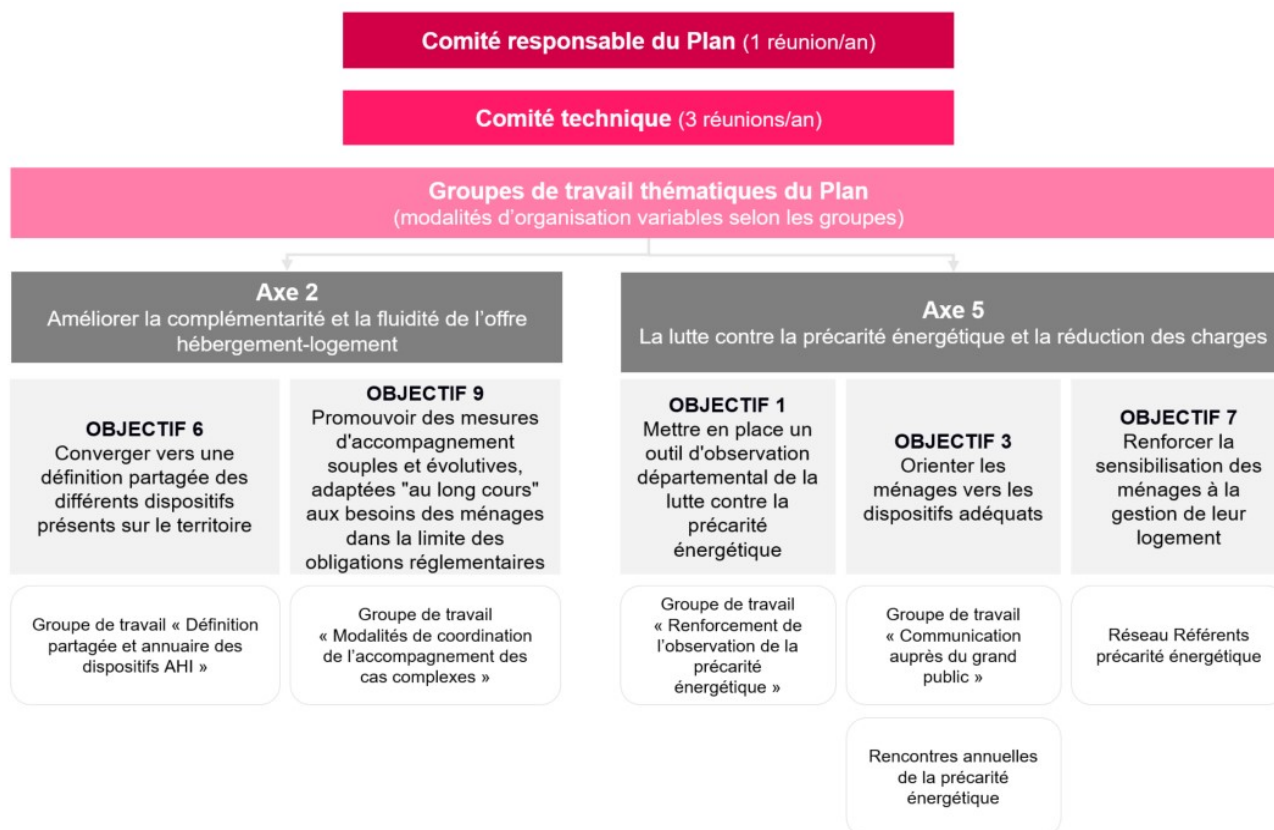 Comité responsable du Plan (1 réunion/an)
Comité technique (3 réunions/an)
Groupes de travail thématiques du Plan
(modalités d'organisation variables selon les groupes)
Axe 2
Améliorer la complémentarité et la fluidité de l'offre
hébergement-logement
Axe 5
La lutte contre la précarité énergétique et la réduction des charges
OBJECTIF 6
Converger vers une
définition partagée des
différents dispositifs
présents sur le territoire
OBJECTIF 9
Promouvoir des mesures
d'accompagnement
souples et évolutives,
adaptées "au long cours"
aux besoins des ménages
dans la limite des
obligations réglementaires
OBJECTIF 1
Mettre en place un
outil d'observation
départemental de la
lutte contre la
précarité
énergétique
OBJECTIF 3
Orienter les
ménages vers les
dispositifs adéquats
OBJECTIF 7
Renforcer la
sensibilisation des
ménages à la
gestion de leur
logement
Groupe de travail « Définition
partagée et annuaire des
dispositifs AHI »
Groupe de travail
« Modalités de coordination
de l'accompagnement des
cas complexes »
Groupe de travail
« Renforcement de
l'observation de la
précarité
énergétique »
Groupe de travail
« Communication
auprès du grand
public »
Réseau Référents
précarité énergétique
Rencontres annuelles
de la précarité
énergétique